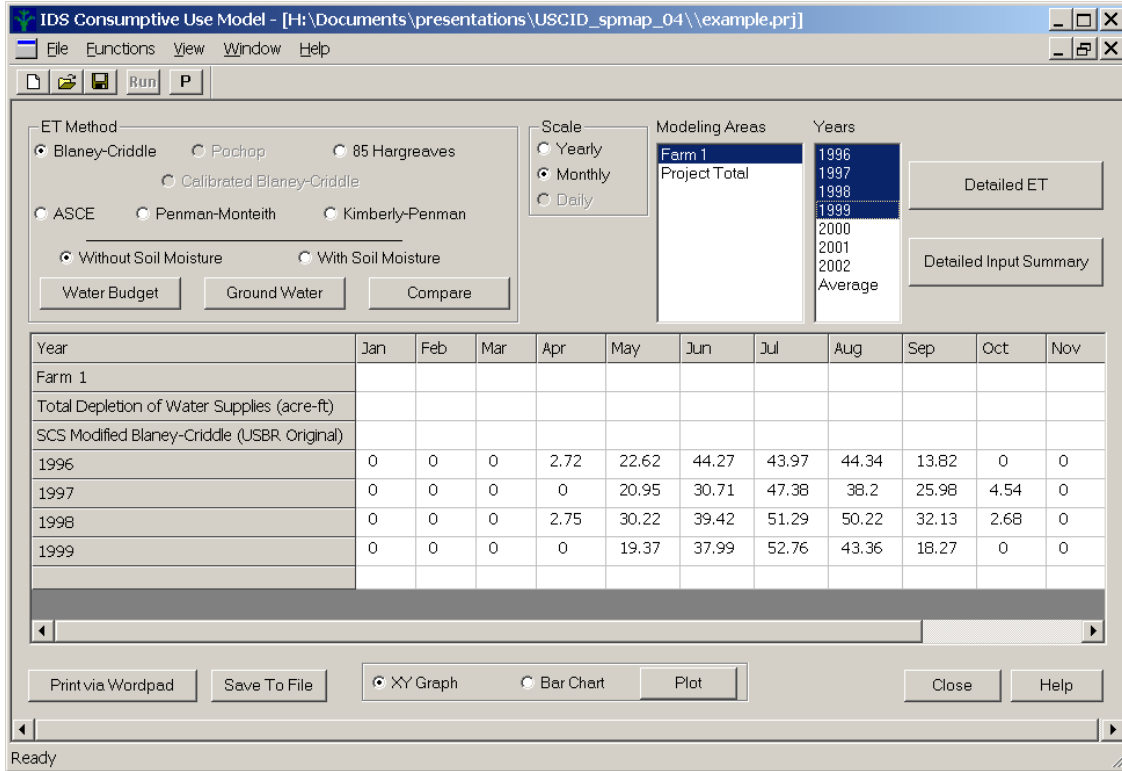 IDS Consumptive Use Model - [H:\Documents\presentations\USCID_spmap_04\\example.prj]
File Functions View Window Help
Run P
ET Method
Blaney-Criddle Pochop 85 Hargreaves
Calibrated Blaney-Criddle
ASCE Penman-Monteith Kimberly-Penman
Without Soil Moisture With Soil Moisture
Water Budget Ground Water Compare
Scale
Yearly
Monthly
Daily
Modeling Areas
Farm 1
Project Total
Years
1996
1997
1998
1999
2000
2001
2002
Average
Detailed ET
Detailed Input Summary
Year Jan Feb Mar Apr May Jun Jul Aug Sep Oct Nov
Farm 1
Total Depletion of Water Supplies (acre-ft)
SCS Modified Blaney-Criddle (USBR Original)
1996 0 0 0 2.72 22.62 44.27 43.97 44.34 13.82 0 0
1997 0 0 0 0 20.95 30.71 47.38 38.2 25.98 4.54 0
1998 0 0 0 2.75 30.22 39.42 51.29 50.22 32.13 2.68 0
1999 0 0 0 0 19.37 37.99 52.76 43.36 18.27 0 0
Print via Wordpad Save To File XY Graph Bar Chart Plot Close Help
Ready